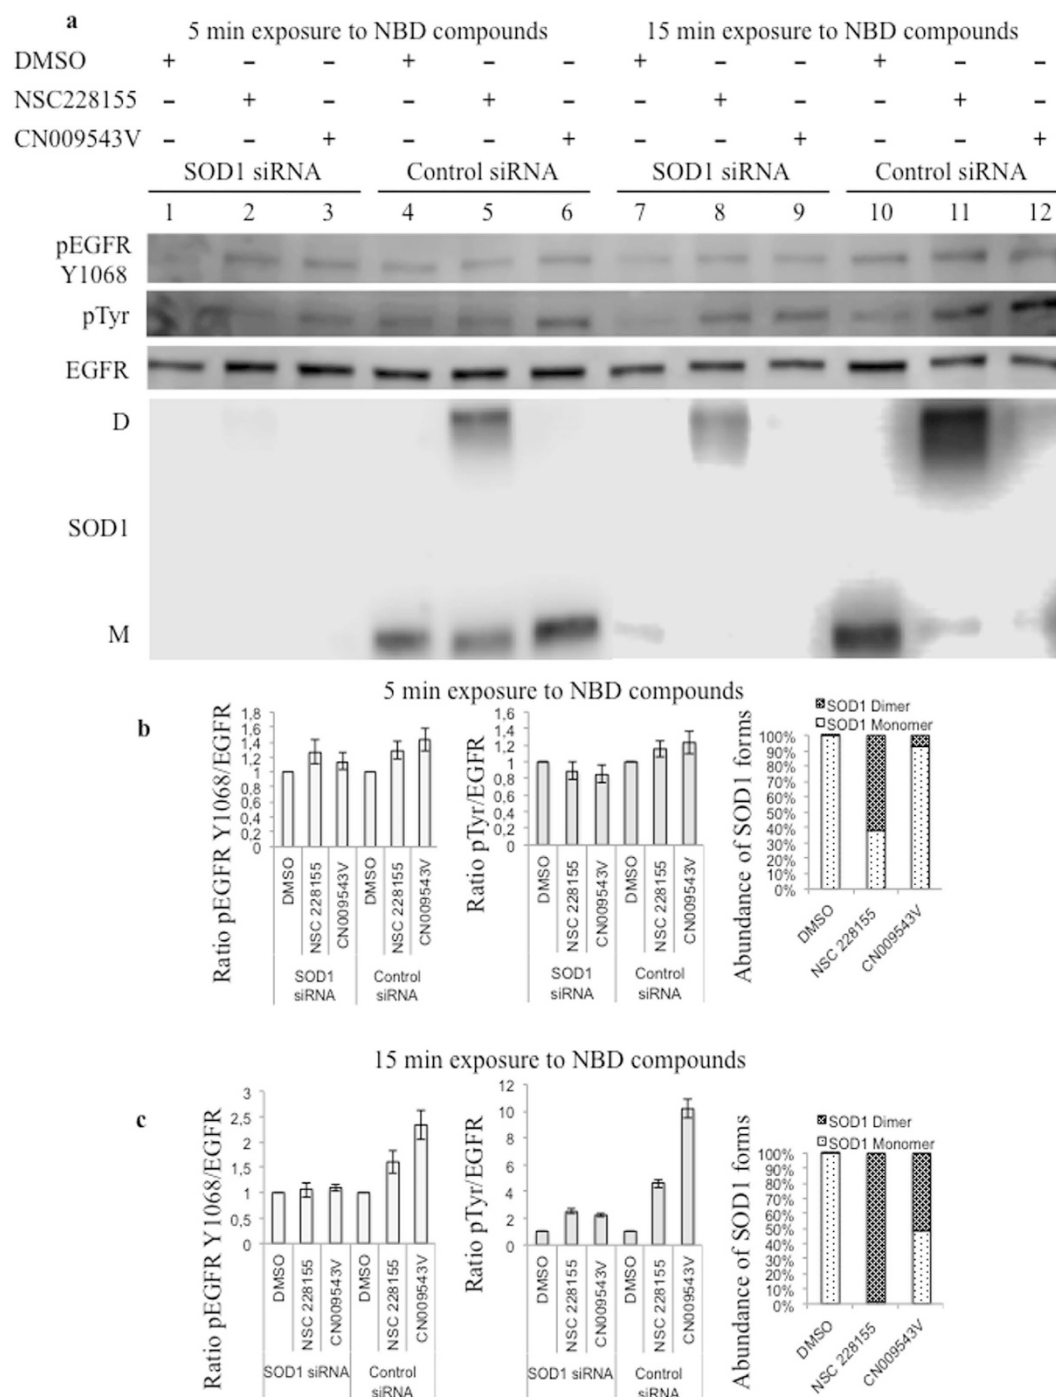 a
5 min exposure to NBD compounds 15 min exposure to NBD compounds
DMSO + – – + – – + – – + – –
NSC228155 – + – – + – – + – – + –
CN009543V – – + – – + – – + – – +
SOD1 siRNA Control siRNA SOD1 siRNA Control siRNA
1 2 3 4 5 6 7 8 9 10 11 12
pEGFR
Y1068
pTyr
EGFR
D
SOD1
M
5 min exposure to NBD compounds
b
Ratio pEGFR Y1068/EGFR
1,8
1,6
1,4
1,2
1
0,8
0,6
0,4
0,2
0
DMSO
NSC 228155
CN009543V
DMSO
NSC 228155
CN009543V
SOD1
siRNA
Control
siRNA
Ratio pTyr/EGFR
1,6
1,4
1,2
1,0
0,8
0,6
0,4
0,2
0
DMSO
NSC 228155
CN009543V
DMSO
NSC 228155
CN009543V
SOD1
siRNA
Control
siRNA
Abundance of SOD1 forms
SOD1 Dimer
SOD1 Monomer
100%
90%
80%
70%
60%
50%
40%
30%
20%
10%
0%
DMSO
NSC 228155
CN009543V
15 min exposure to NBD compounds
c
Ratio pEGFR Y1068/EGFR
3
2,5
2
1,5
1
0,5
0
DMSO
NSC 228155
CN009543V
DMSO
NSC 228155
CN009543V
SOD1 siRNA
Control
siRNA
Ratio pTyr/EGFR
12
10
8
6
4
2
0
DMSO
NSC 228155
CN009543V
DMSO
NSC 228155
CN009543V
SOD1 siRNA
Control
siRNA
Abundance of SOD1 forms
SOD1 Dimer
SOD1 Monomer
100%
90%
80%
70%
60%
50%
40%
30%
20%
10%
0%
DMSO
NSC 228155
CN009543V